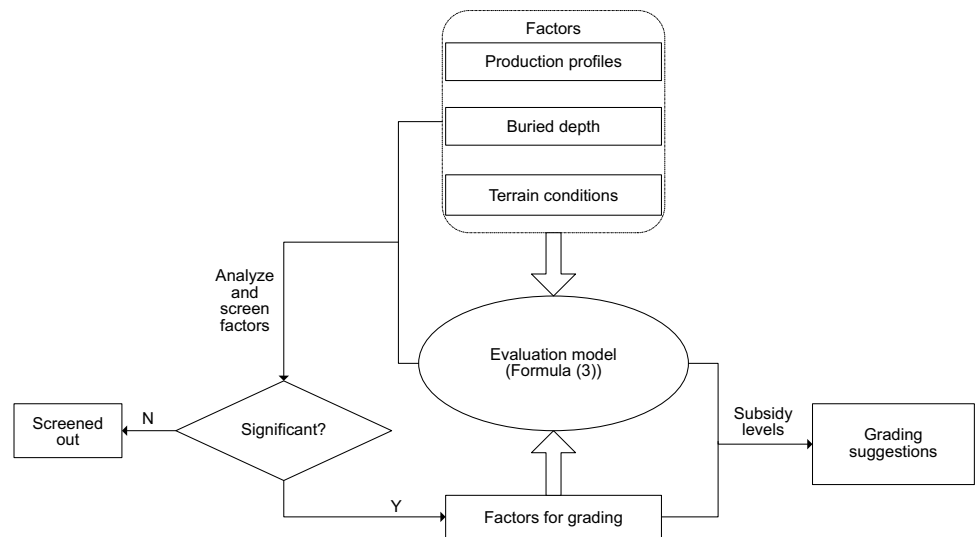 Factors
Production profiles
Buried depth
Terrain conditions
Analyze
and
screen
factors
Evaluation model
(Formula (3))
Screened
out
N
Significant?
Subsidy
levels
Grading
suggestions
Y
Factors for grading